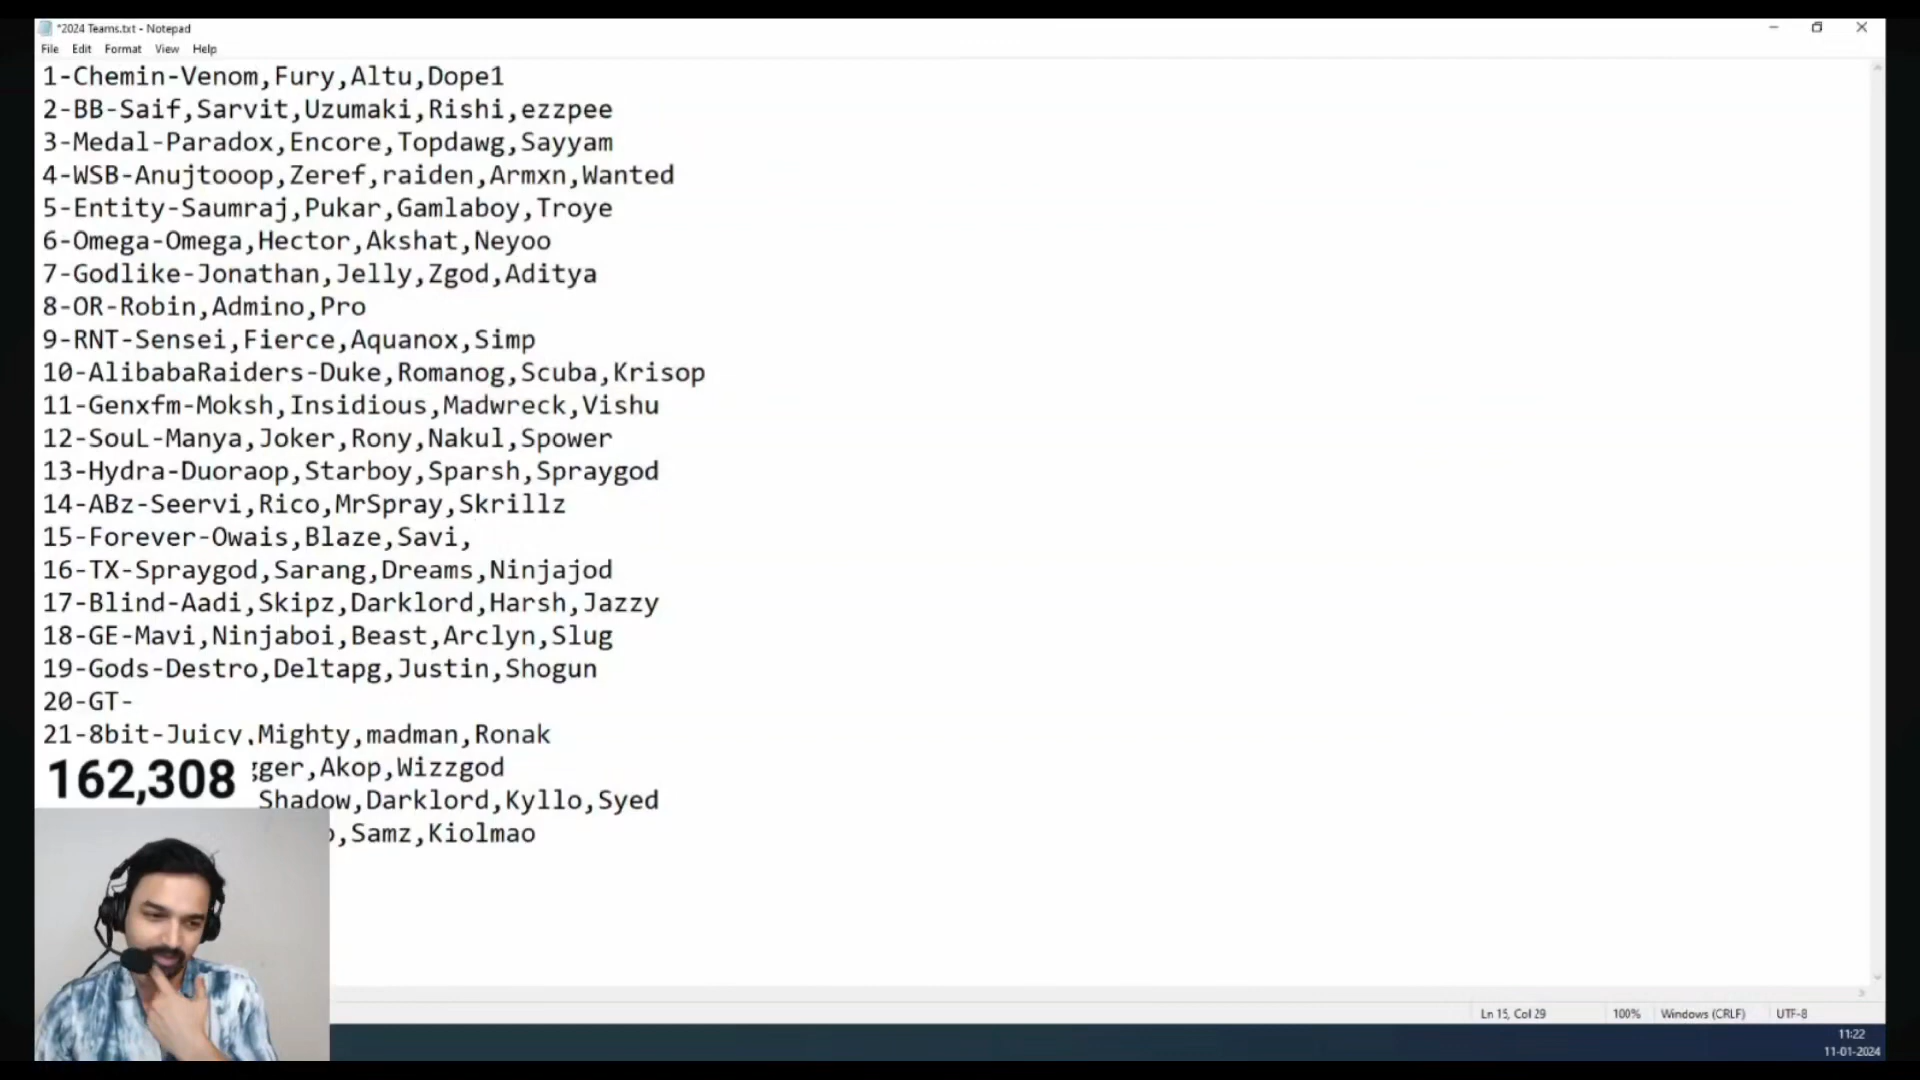 *2024 Teams.txt - Notepad
File Edit Format View Help
1-Chemin-Venom,Fury,Altu,Dope1
2-BB-Saif,Sarvit,Uzumaki,Rishi,ezzpee
3-Medal-Paradox,Encore,Topdawg,Sayyam
4-WSB-Anujtooop,Zeref,raiden,Armxn,Wanted
5-Entity-Saumraj,Pukar,Gamlaboy,Troye
6-Omega-Omega,Hector,Akshat,Neyoo
7-Godlike-Jonathan,Jelly,Zgod,Aditya
8-OR-Robin,Admino,Pro
9-RNT-Sensei,Fierce,Aquanox,Simp
10-AlibabaRaiders-Duke,Romanog,Scuba,Krisop
11-Genxfm-Moksh,Insidious,Madwreck,Vishu
12-SouL-Manya,Joker,Rony,Nakul,Spower
13-Hydra-Duoraop,Starboy,Sparsh,Spraygod
14-ABz-Seervi,Rico,MrSpray,Skrillz
15-Forever-Owais,Blaze,Savi,
16-TX-Spraygod,Sarang,Dreams,Ninjajod
17-Blind-Aadi,Skipz,Darklord,Harsh,Jazzy
18-GE-Mavi,Ninjaboi,Beast,Arclyn,Slug
19-Gods-Destro,Deltapg,Justin,Shogun
20-GT-
21-8bit-Juicy,Mighty,madman,Ronak
gger,Akop,Wizzgod
162,308
Shadow,Darklord,Kyllo,Syed
,Samz,Kiolmao
Ln 15, Col 29 100% Windows (CRLF) UTF-8
11:22
11-01-2024